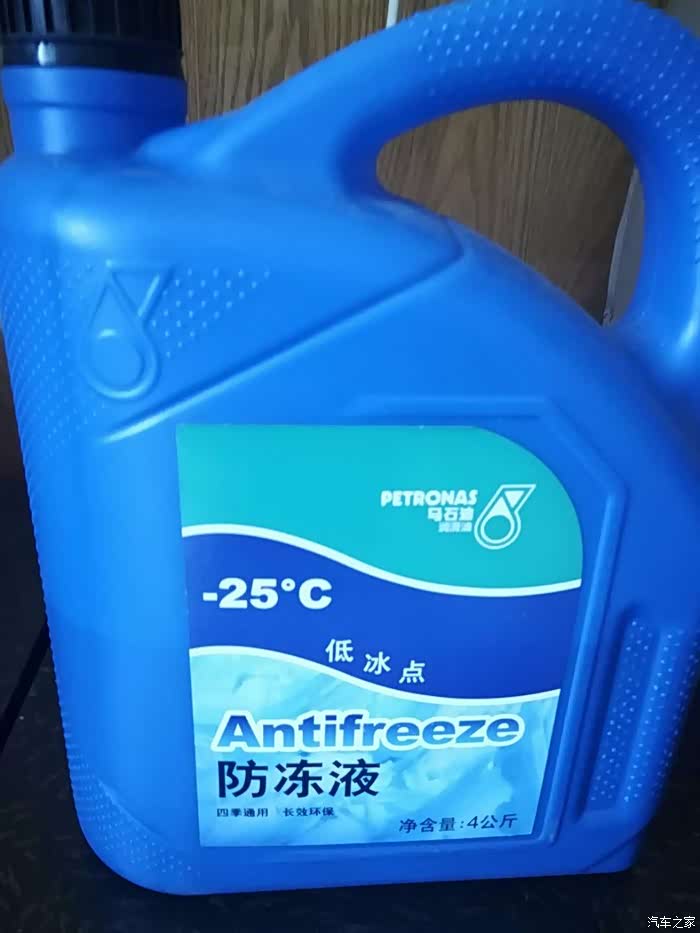 PETRONAS
马石油
润滑油
-25°C
低冰点
Antifreeze
防冻液
四季通用 长效环保
净含量:4公斤
汽车之家